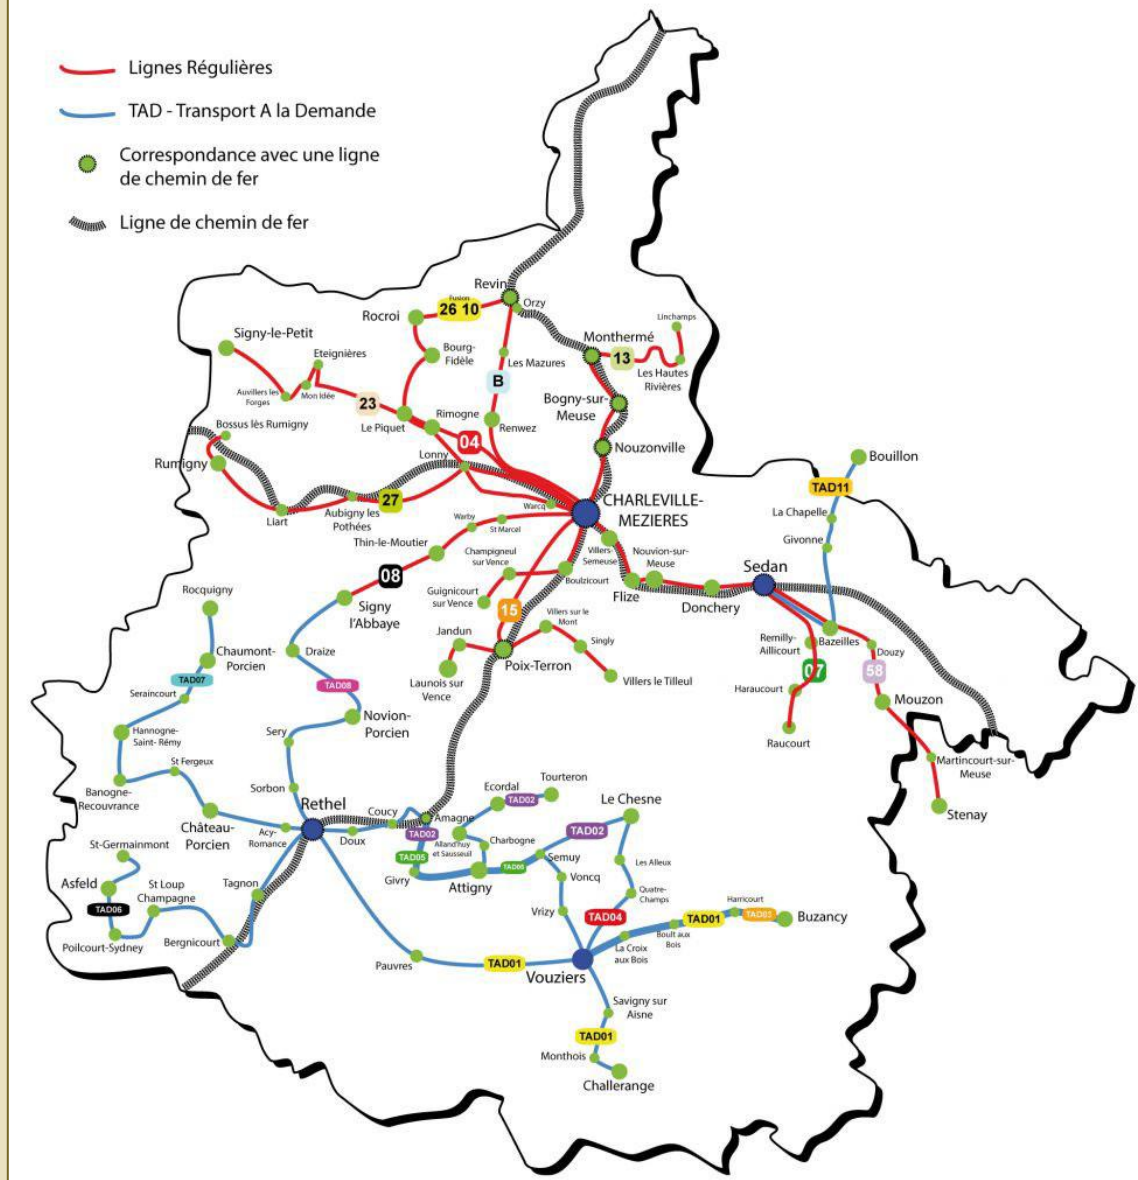 Lignes Régulières
TAD - Transport A la Demande
Correspondance avec une ligne
de chemin de fer
Ligne de chemin de fer
Revin
Orzy
Fusion
26 10
Rocroi
Signy-le-Petit
Eteignières
Bourg-
Fidèle
Les Mazures
Monthermé
Linchamps
13
Les Hautes
Rivières
B
Auvillers les
Forges
Mon Idée
23
Bogny-sur-
Meuse
Le Piquet
Rimogne
Renwez
Bossus lès Rumigny
04
Nouzonville
Lonny
Rumigny
Bouillon
TAD11
27
Liart
Aubigny les
Pothées
Warcq
CHARLEVILLE-
MEZIERES
La Chapelle
Warby
St Marcel
Thin-le-Moutier
Givonne
Champigneul
sur Vence
Villers-
Semeuse
Nouvion-sur-
Meuse
Sedan
08
Boulzicourt
Guignicourt
sur Vence
Flize
Donchery
Rocquigny
Signy
l'Abbaye
15
Villers sur le
Mont
Jandun
Singly
Remilly-
Aillicourt
Bazeilles
Douzy
Chaumont-
Porcien
Draize
Poix-Terron
07
58
TAD07
TAD08
Launois sur
Vence
Villers le Tilleul
Haraucourt
Seraincourt
Mouzon
Novion-
Porcien
Hannogne-
Saint- Rémy
Sery
Raucourt
St Fergeux
Martincourt-sur-
Meuse
Banogne-
Recouvrance
Sorbon
Tourteron
Ecordal
TAD02
Le Chesne
Rethel
Coucy
Amagne
Stenay
Château-
Porcien
Acy-
Romance
Doux
TAD02
TAD02
Alland'huy
et Sausseuil
Charbogne
St-Germainmont
TAD05
Semuy
Les Alleux
Asfeld
St Loup
Champagne
Tagnon
Givry
Attigny
Voncq
Quatre-
Champs
TAD06
Harricourt
Vrizy
TAD04
TAD01
Buzancy
Poilcourt-Sydney
Bergnicourt
Boult aux
Bois
La Croix
aux Bois
Pauvres
TAD01
Vouziers
Savigny sur
Aisne
TAD01
Monthois
Challerange